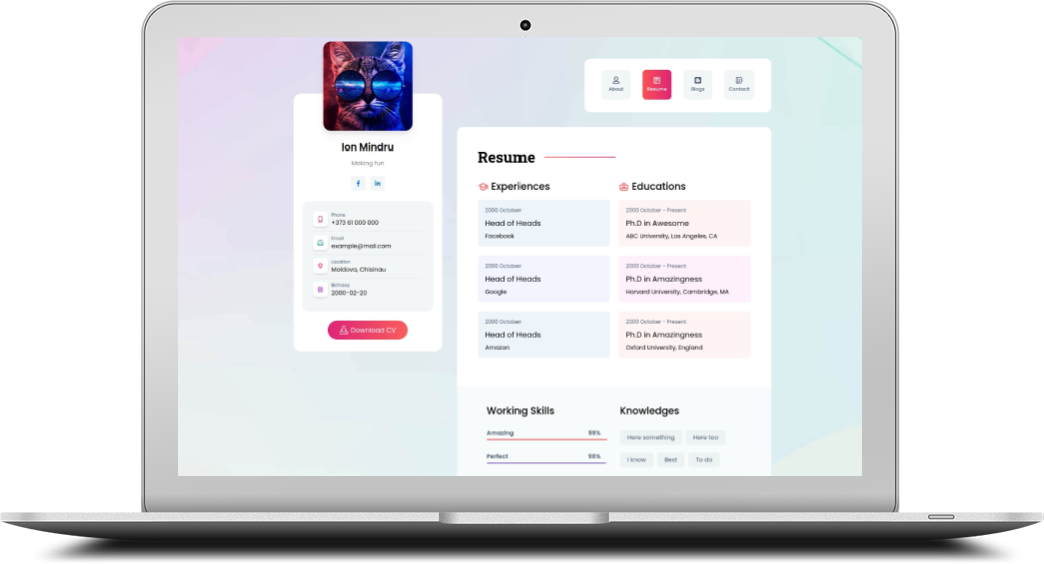 About
Resume
Blogs
Contact
Ion Mindru
Making fun
f
in
Phone
+373 61 000 000
Email
example@mail.com
Location
Moldova, Chisinau
Birthday
2000-02-20
Download CV
Resume
Experiences
2000 October
Head of Heads
Facebook
2000 October
Head of Heads
Google
2000 October
Head of Heads
Amazon
Educations
2000 October - Present
Ph.D in Awesome
ABC University, Los Angeles, CA
2000 October - Present
Ph.D in Amazingness
Harvard University, Cambridge, MA
2000 October - Present
Ph.D in Amazingness
Oxford University, England
Working Skills
Amazing 99%
Perfect 98%
Knowledges
Here something
Here too
I know
Best
To do